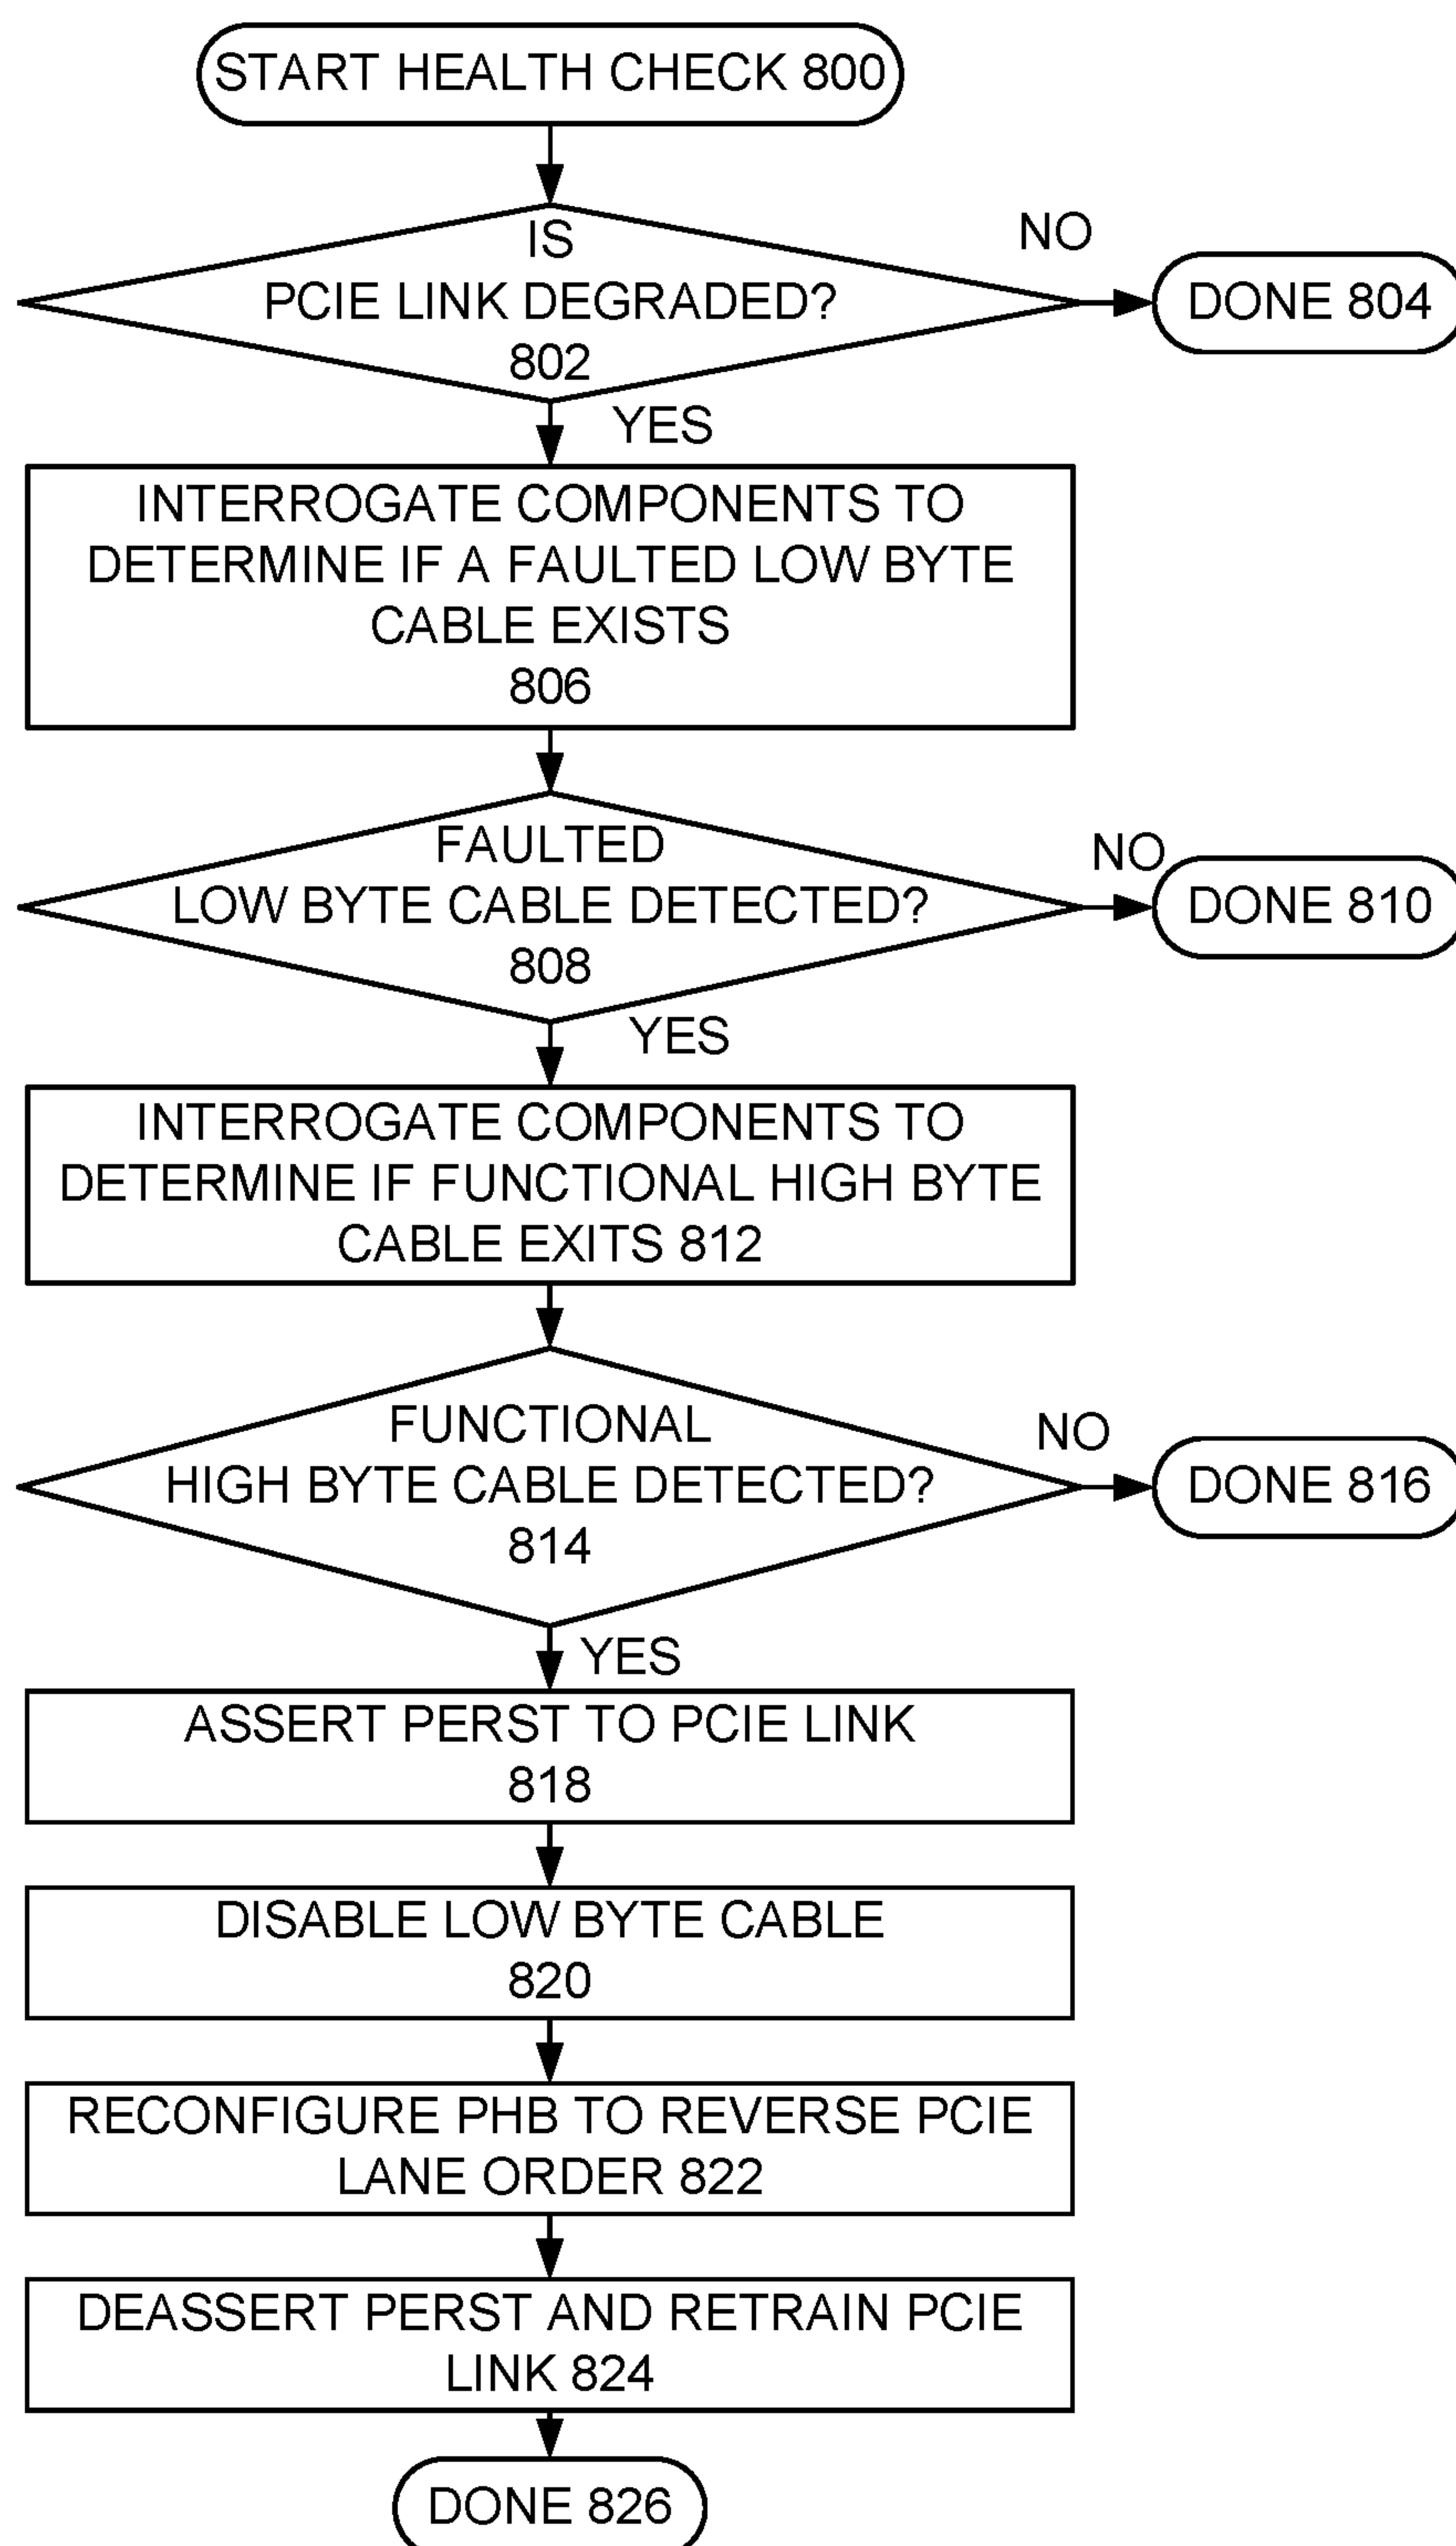 START HEALTH CHECK 800
IS
PCIE LINK DEGRADED?
802
NO
DONE 804
YES
INTERROGATE COMPONENTS TO
DETERMINE IF A FAULTED LOW BYTE
CABLE EXISTS
806
FAULTED
LOW BYTE CABLE DETECTED?
808
NO
DONE 810
YES
INTERROGATE COMPONENTS TO
DETERMINE IF FUNCTIONAL HIGH BYTE
CABLE EXITS 812
FUNCTIONAL
HIGH BYTE CABLE DETECTED?
814
NO
DONE 816
YES
ASSERT PERST TO PCIE LINK
818
DISABLE LOW BYTE CABLE
820
RECONFIGURE PHB TO REVERSE PCIE
LANE ORDER 822
DEASSERT PERST AND RETRAIN PCIE
LINK 824
DONE 826